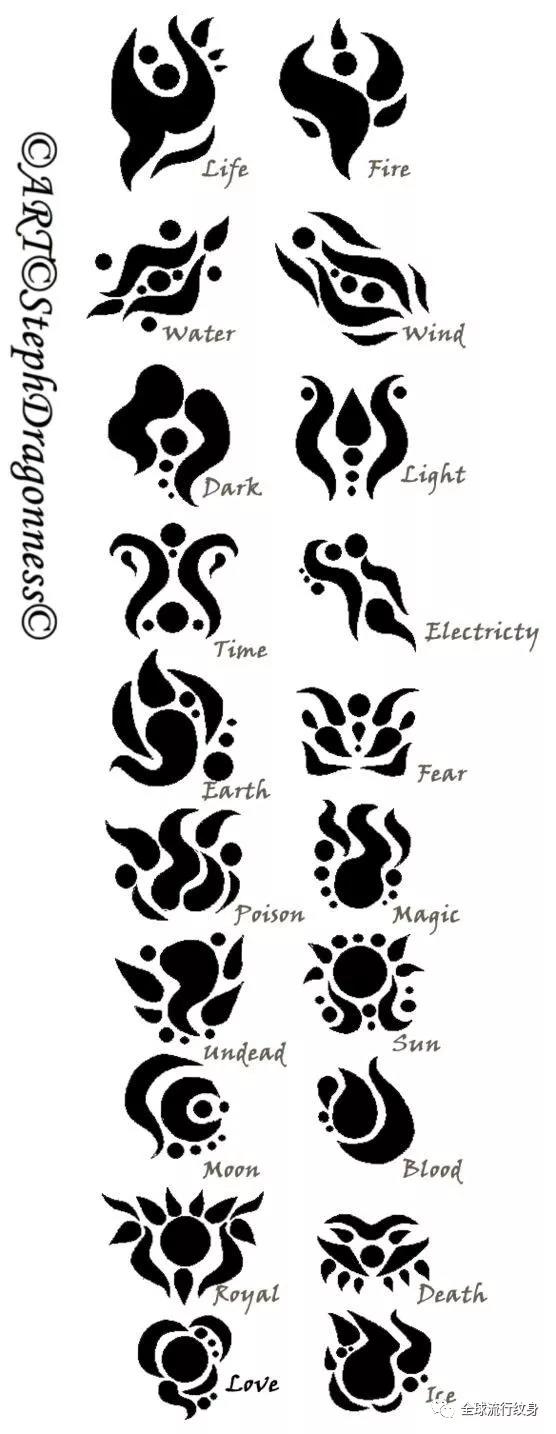 ©ART©StephDragonness©
Life
Fire
Water
Wind
Dark
Light
Time
Electricty
Earth
Fear
Poison
Magic
Undead
Sun
Moon
Blood
Royal
Death
Love
Ice
全球流行纹身